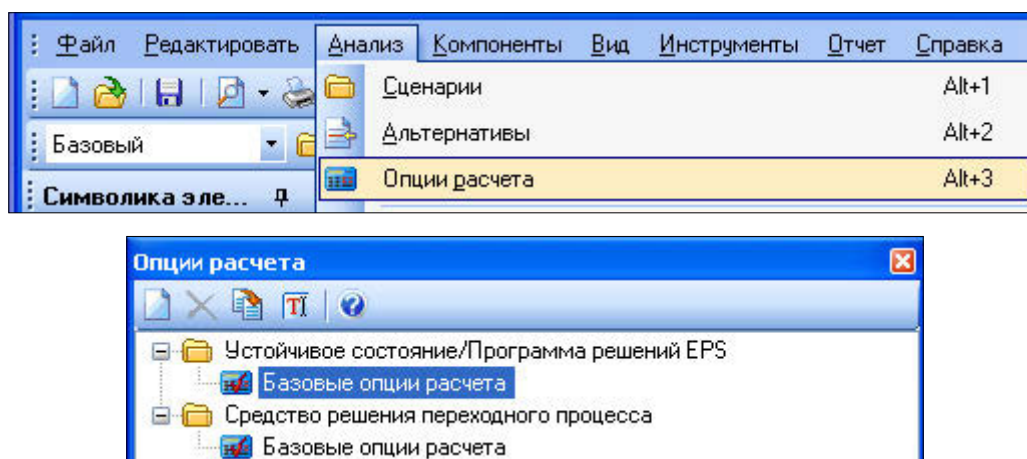 Файл Редактировать Анализ Компоненты Вид Инструменты Отчет Справка
Сценарии Alt+1
Базовый Альтернативы Alt+2
Символика эле... Опции расчета Alt+3
Опции расчета
Устойчивое состояние/Программа решений EPS
Базовые опции расчета
Средство решения переходного процесса
Базовые опции расчета